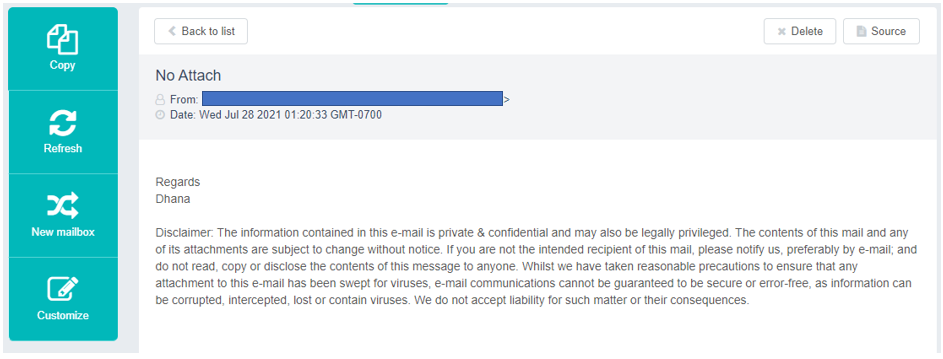 Copy
Refresh
New mailbox
Customize
Back to list
Delete
Source
No Attach
From: >
Date: Wed Jul 28 2021 01:20:33 GMT-0700
Regards
Dhana
Disclaimer: The information contained in this e-mail is private & confidential and may also be legally privileged. The contents of this mail and any
of its attachments are subject to change without notice. If you are not the intended recipient of this mail, please notify us, preferably by e-mail; and
do not read, copy or disclose the contents of this message to anyone. Whilst we have taken reasonable precautions to ensure that any
attachment to this e-mail has been swept for viruses, e-mail communications cannot be guaranteed to be secure or error-free, as information can
be corrupted, intercepted, lost or contain viruses. We do not accept liability for such matter or their consequences.